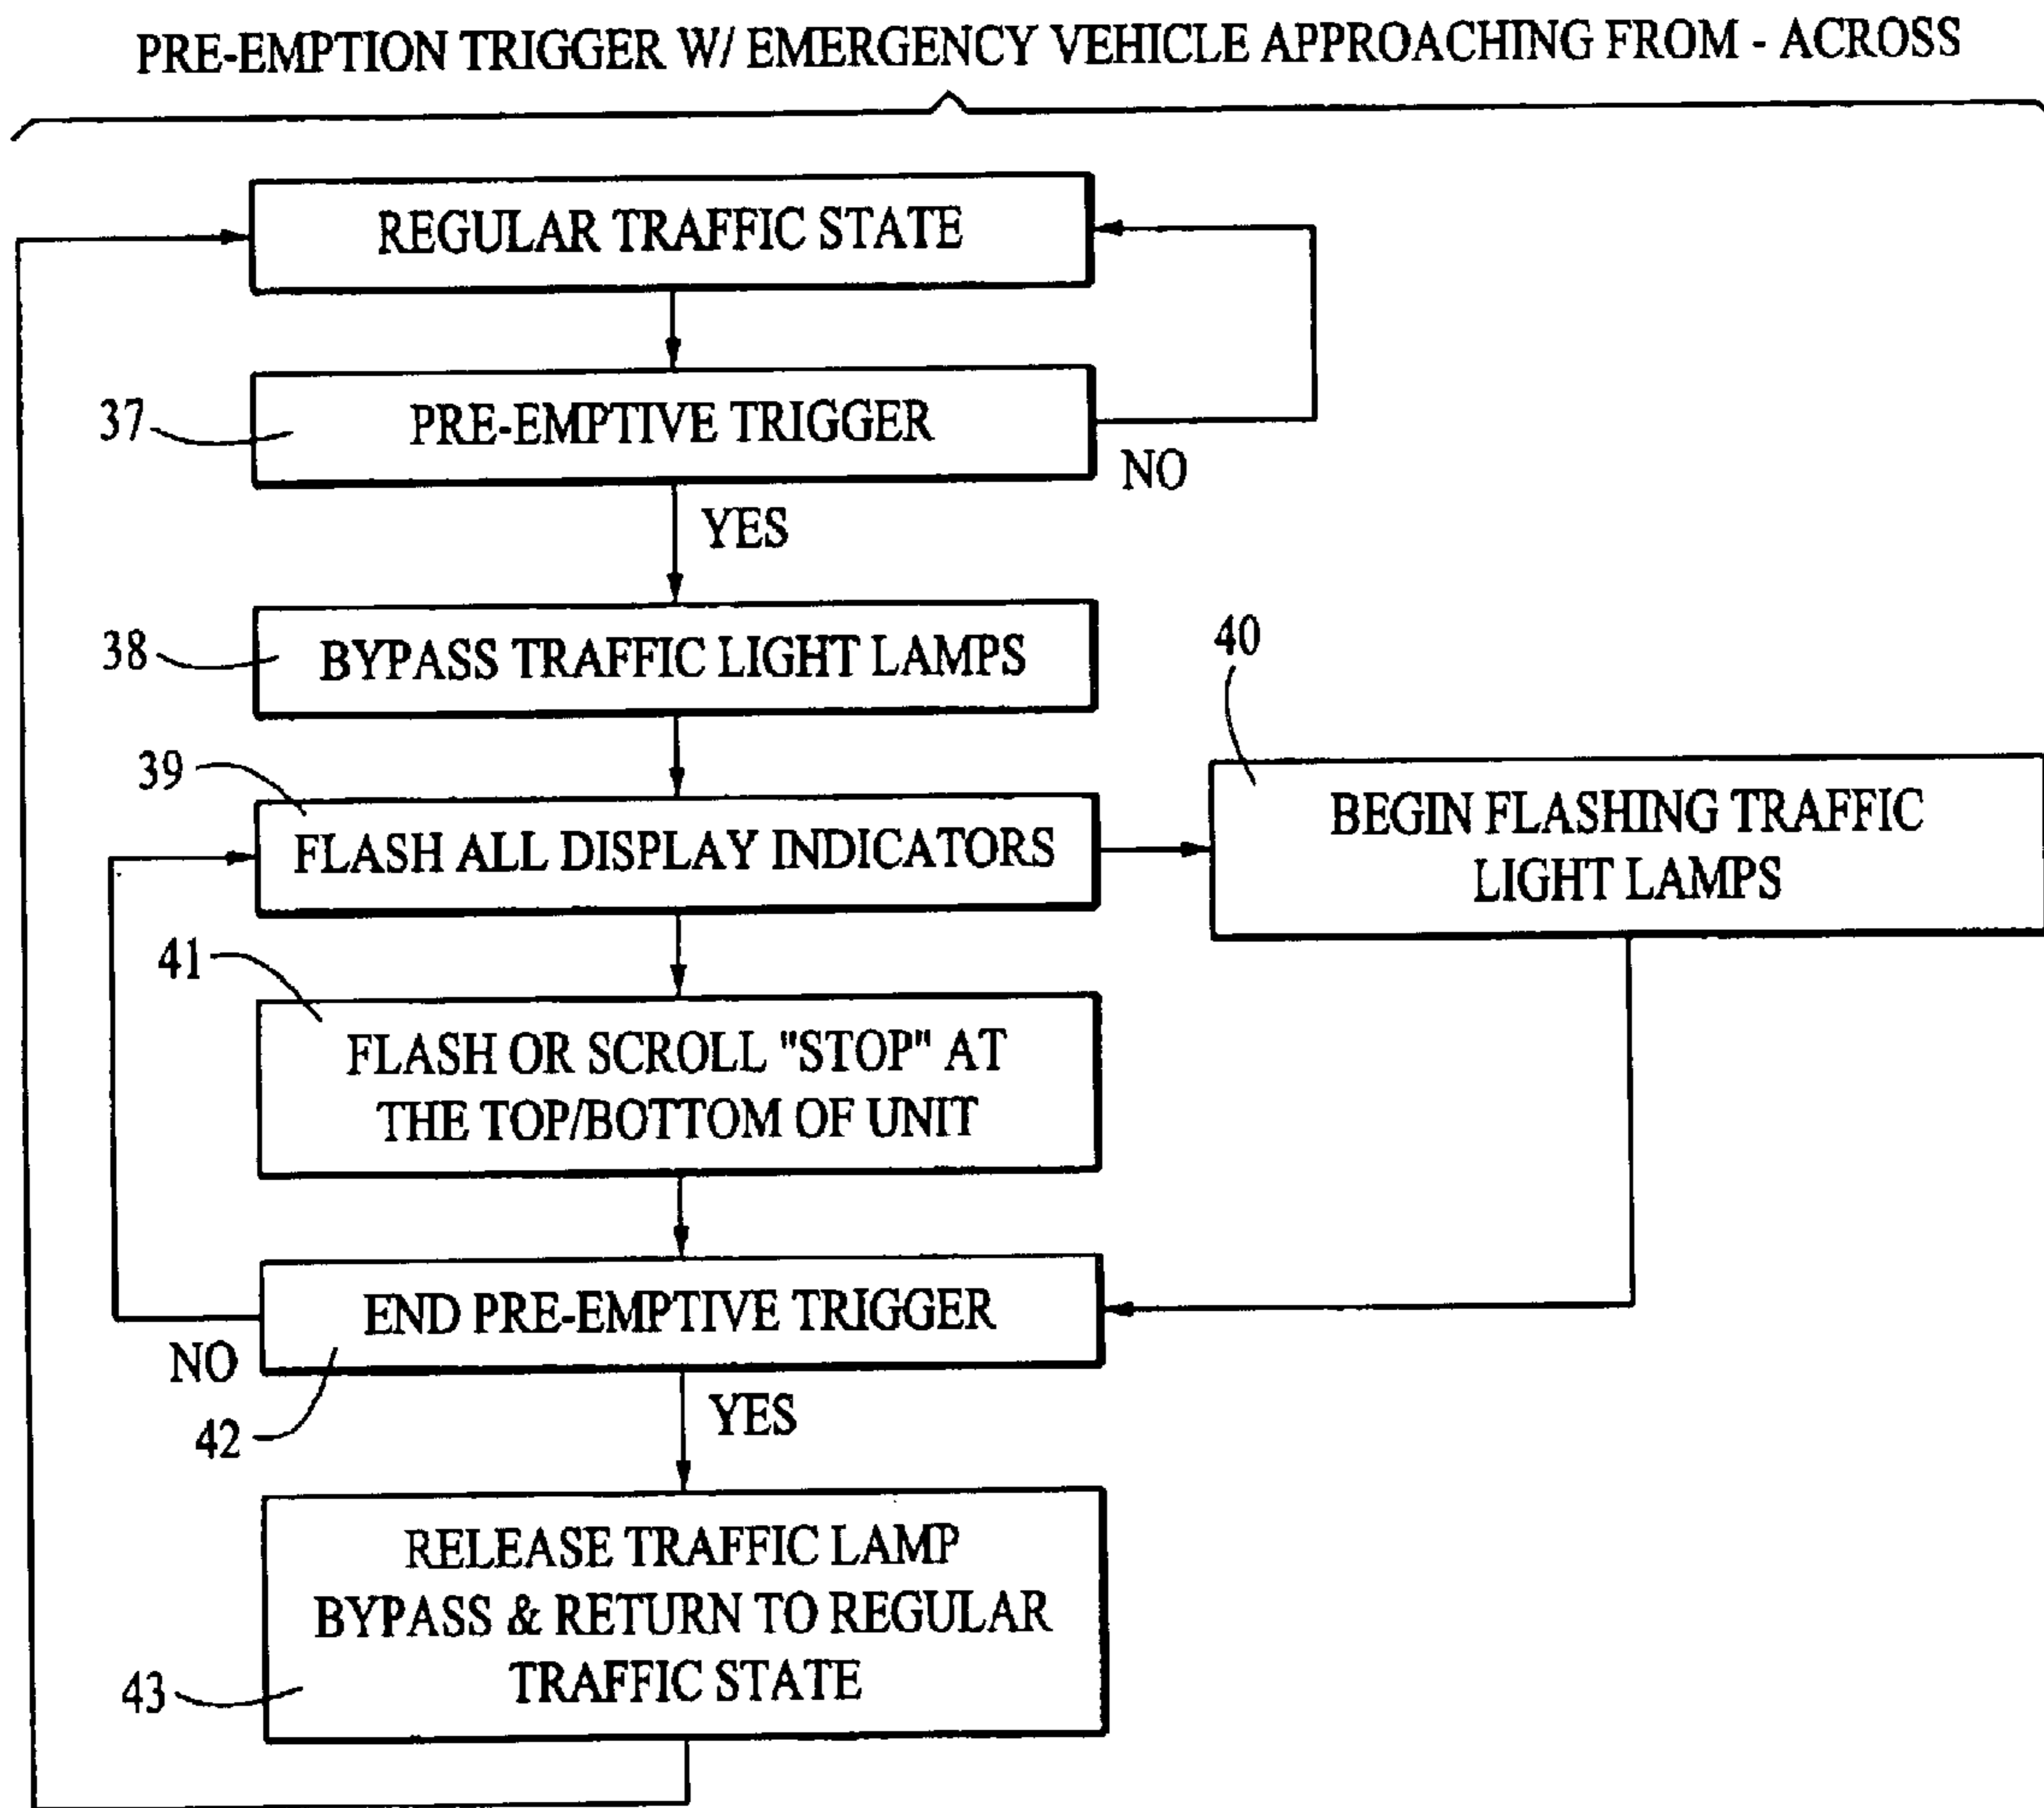 PRE-EMPTION TRIGGER W/ EMERGENCY VEHICLE APPROACHING FROM - ACROSS
REGULAR TRAFFIC STATE
37
PRE-EMPTIVE TRIGGER
NO
YES
38
BYPASS TRAFFIC LIGHT LAMPS
40
39
FLASH ALL DISPLAY INDICATORS
BEGIN FLASHING TRAFFIC
LIGHT LAMPS
41
FLASH OR SCROLL "STOP" AT
THE TOP/BOTTOM OF UNIT
END PRE-EMPTIVE TRIGGER
NO
42
YES
RELEASE TRAFFIC LAMP
BYPASS & RETURN TO REGULAR
TRAFFIC STATE
43